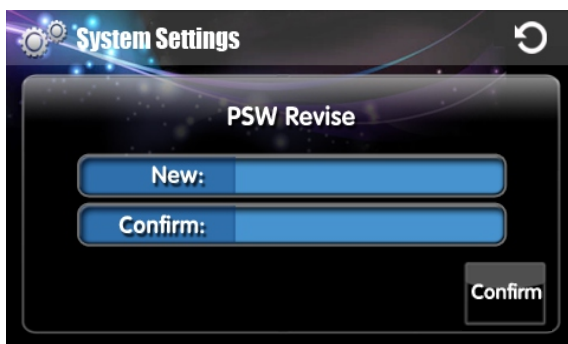 System Settings
PSW Revise
New:
Confirm:
Confirm